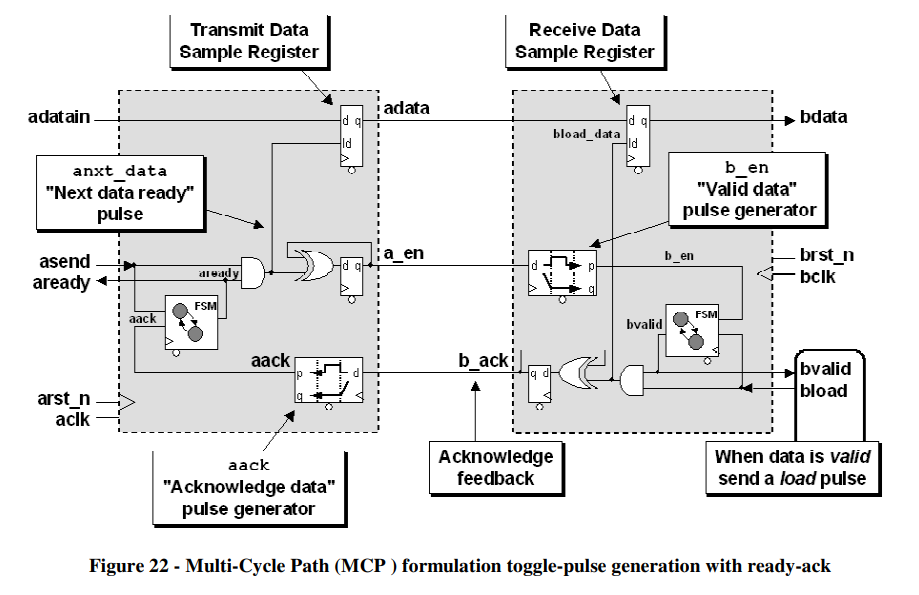 Transmit Data
Sample Register
Receive Data
Sample Register
adatain
d q
adata
d q
bdata
ld
bload_data
ld
anxt_data
"Next data ready"
pulse
b_en
"Valid data"
pulse generator
asend
aready
aready
d q
a_en
d p
q
b_en
brst_n
bclk
FSM
aack
FSM
bvalid
aack
p d
q
b_ack
q d
bvalid
bload
arst_n
aclk
aack
"Acknowledge data"
pulse generator
Acknowledge
feedback
When data is valid
send a load pulse
Figure 22 - Multi-Cycle Path (MCP ) formulation toggle-pulse generation with ready-ack